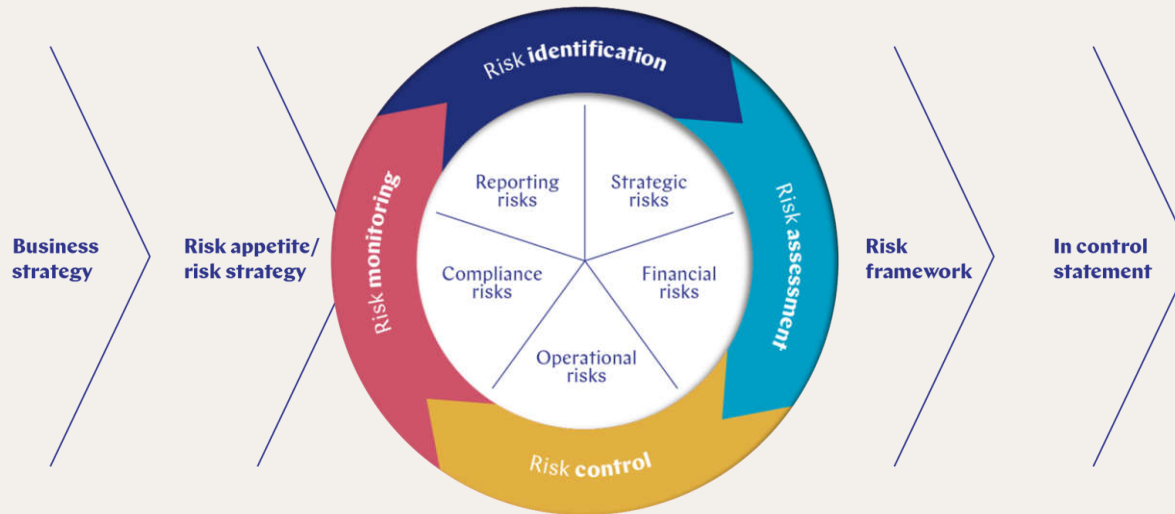 Business
strategy
Risk appetite/
risk strategy
Risk identification
Risk assessment
Risk control
Risk monitoring
Reporting
risks
Strategic
risks
Compliance
risks
Financial
risks
Operational
risks
Risk
framework
In control
statement